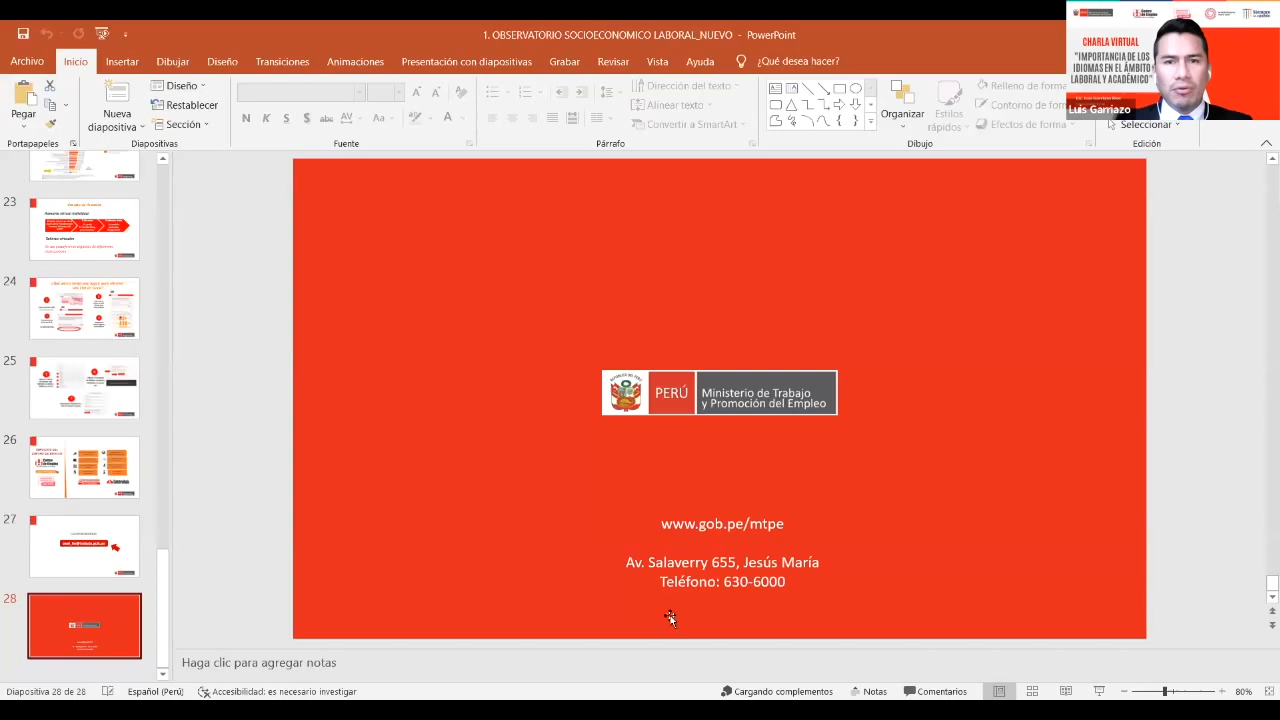 1. OBSERVATORIO SOCIOECONOMICO LABORAL_NUEVO - PowerPoint
Archivo Inicio Insertar Dibujar Diseño Transiciones Animaciones Presentación con diapositivas Grabar Revisar Vista Ayuda ¿Qué desea hacer?
Pegar
Nueva diapositiva
Diseño
Restablecer
Sección
N K S S abc AV Aa A
Dirección del texto
Alinear texto
Convertir a SmartArt
Organizar
Estilos rápidos
Relleno de forma
Contorno de forma
Efectos de forma
Seleccionar
Portapapeles Diapositivas Fuente Párrafo Dibujo Edición
CHARLA VIRTUAL
"IMPORTANCIA DE LOS
IDIOMAS EN EL ÁMBITO
LABORAL Y ACADÉMICO"
Luis Garriazo
23
24
25
26
27
28
PERÚ
Ministerio de Trabajo
y Promoción del Empleo
www.gob.pe/mtpe
Av. Salaverry 655, Jesús María
Teléfono: 630-6000
Haga clic para agregar notas
Diapositiva 28 de 28 Español (Perú) Accesibilidad: es necesario investigar Cargando complementos Notas Comentarios 80%